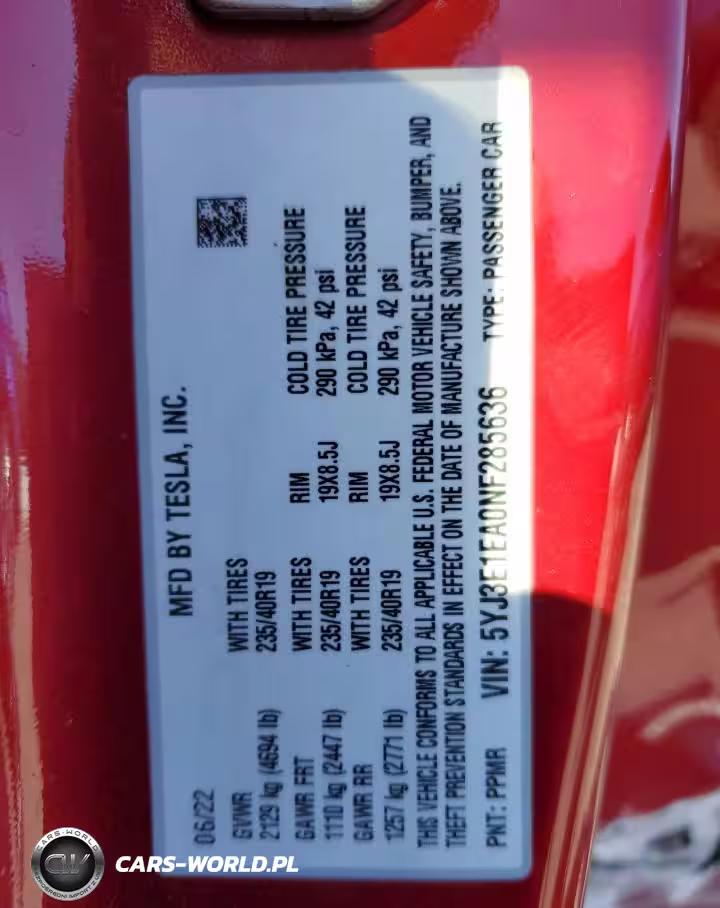 MFD BY TESLA, INC.
06/22
GVWR WITH TIRES RIM COLD TIRE PRESSURE
2129 kg (4694 lb) 235/40R19 19X8.5J 290 kPa, 42 psi
GAWR FRT WITH TIRES RIM COLD TIRE PRESSURE
1110 kg (2447 lb) 235/40R19 19X8.5J 290 kPa, 42 psi
GAWR RR
1257 kg (2771 lb)
THIS VEHICLE CONFORMS TO ALL APPLICABLE U.S. FEDERAL MOTOR VEHICLE SAFETY, BUMPER, AND
THEFT PREVENTION STANDARDS IN EFFECT ON THE DATE OF MANUFACTURE SHOWN ABOVE.
PNT: PPMR VIN: 5YJ3E1EA0NF285636 TYPE: PASSENGER CAR
CARS-WORLD
CW
CARS-WORLD.PL